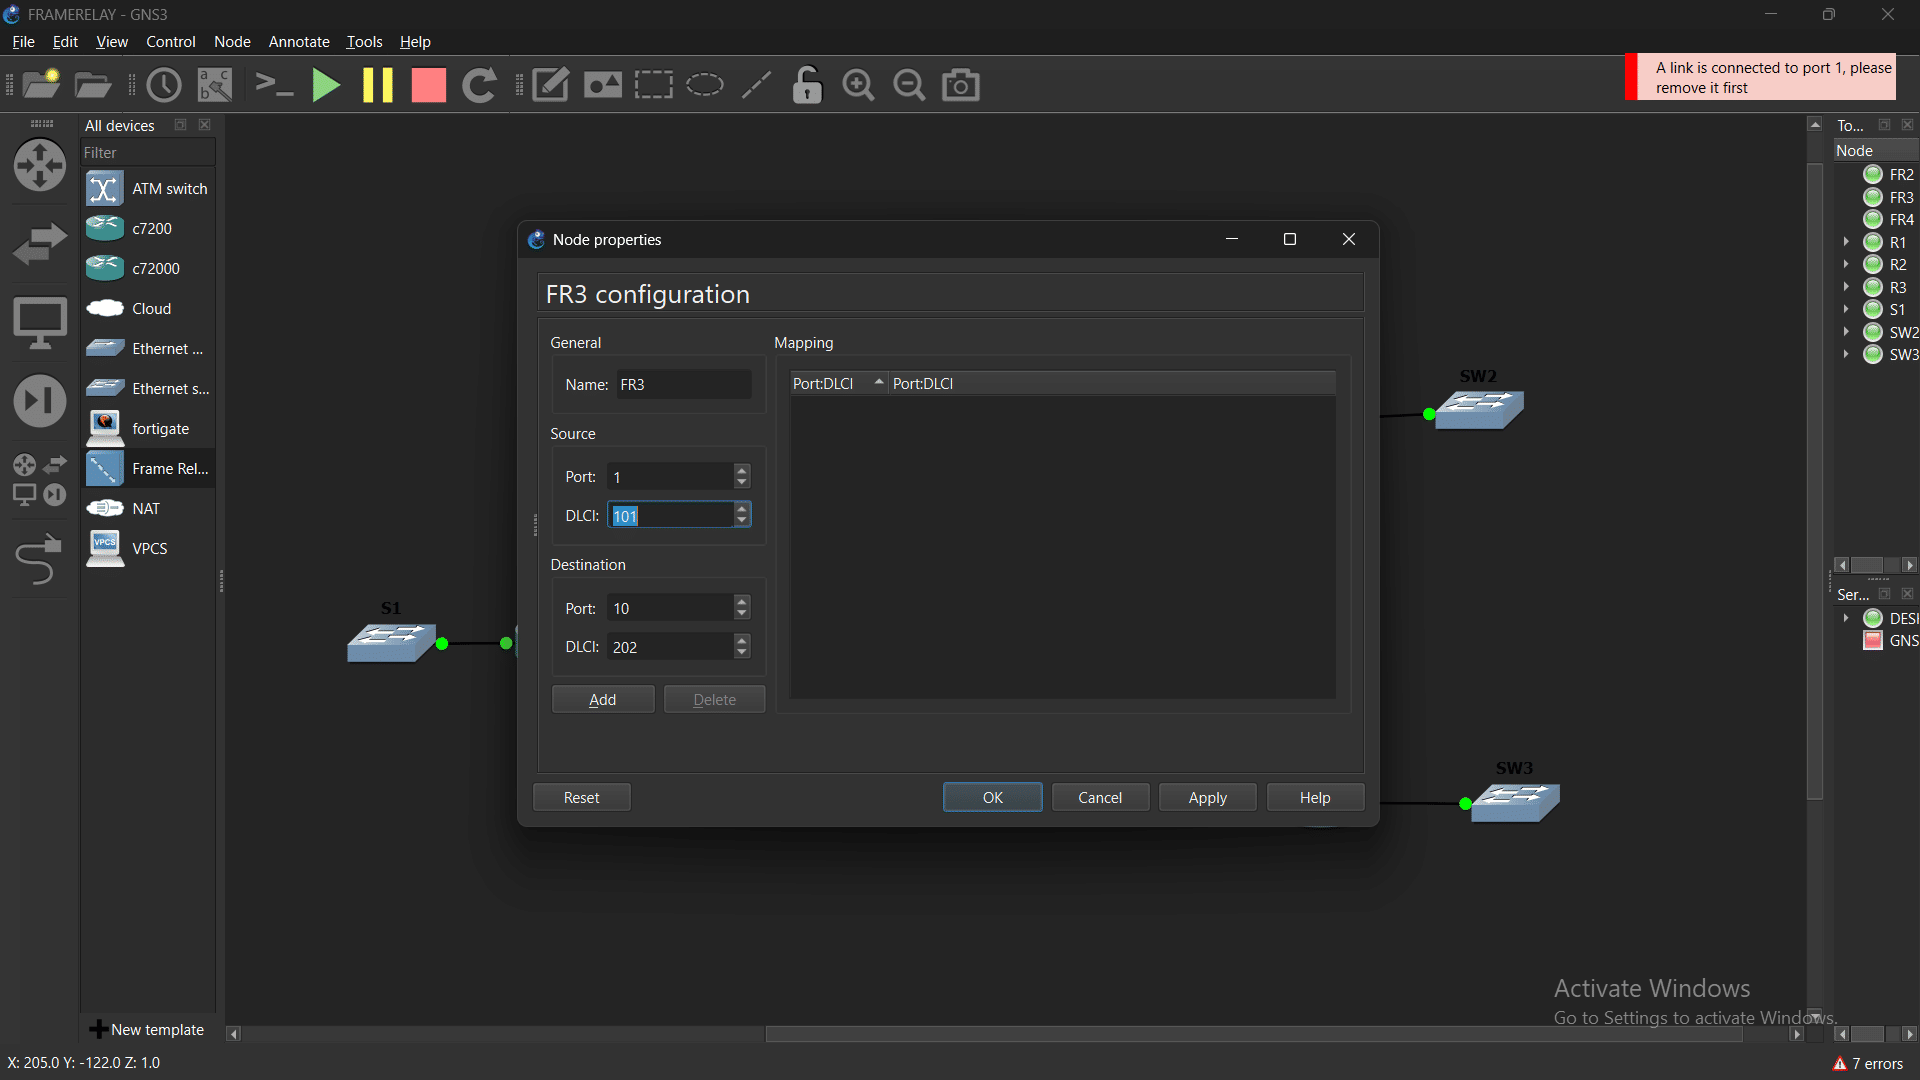 FRAMERELAY - GNS3
File Edit View Control Node Annotate Tools Help
A link is connected to port 1, please
remove it first
All devices
Filter
ATM switch
c7200
c72000
Cloud
Ethernet ...
Ethernet s...
fortigate
Frame Rel...
NAT
VPCS
New template
S1
SW2
SW3
Node properties
FR3 configuration
General
Name: FR3
Source
Port: 1
DLCI: 101
Destination
Port: 10
DLCI: 202
Add Delete
Mapping
Port:DLCI Port:DLCI
Reset OK Cancel Apply Help
To...
Node
FR2
FR3
FR4
R1
R2
R3
S1
SW2
SW3
Ser...
DESI
GNS
Activate Windows
Go to Settings to activate Windows.
X: 205.0 Y: -122.0 Z: 1.0
7 errors